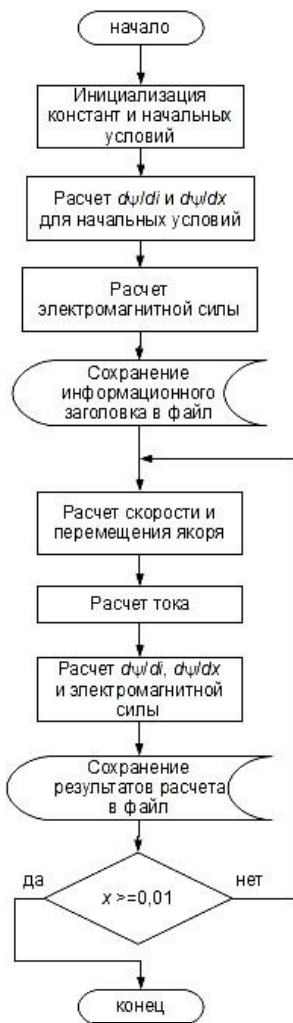 начало
Инициализация
констант и начальных
условий
Расчет dψ/di и dψ/dx
для начальных условий
Расчет
электромагнитной силы
Сохранение
информационного
заголовка в файл
Расчет скорости и
перемещения якоря
Расчет тока
Расчет dψ/di, dψ/dx
и электромагнитной
силы
Сохранение
результатов расчета
в файл
да
нет
x >=0,01
конец